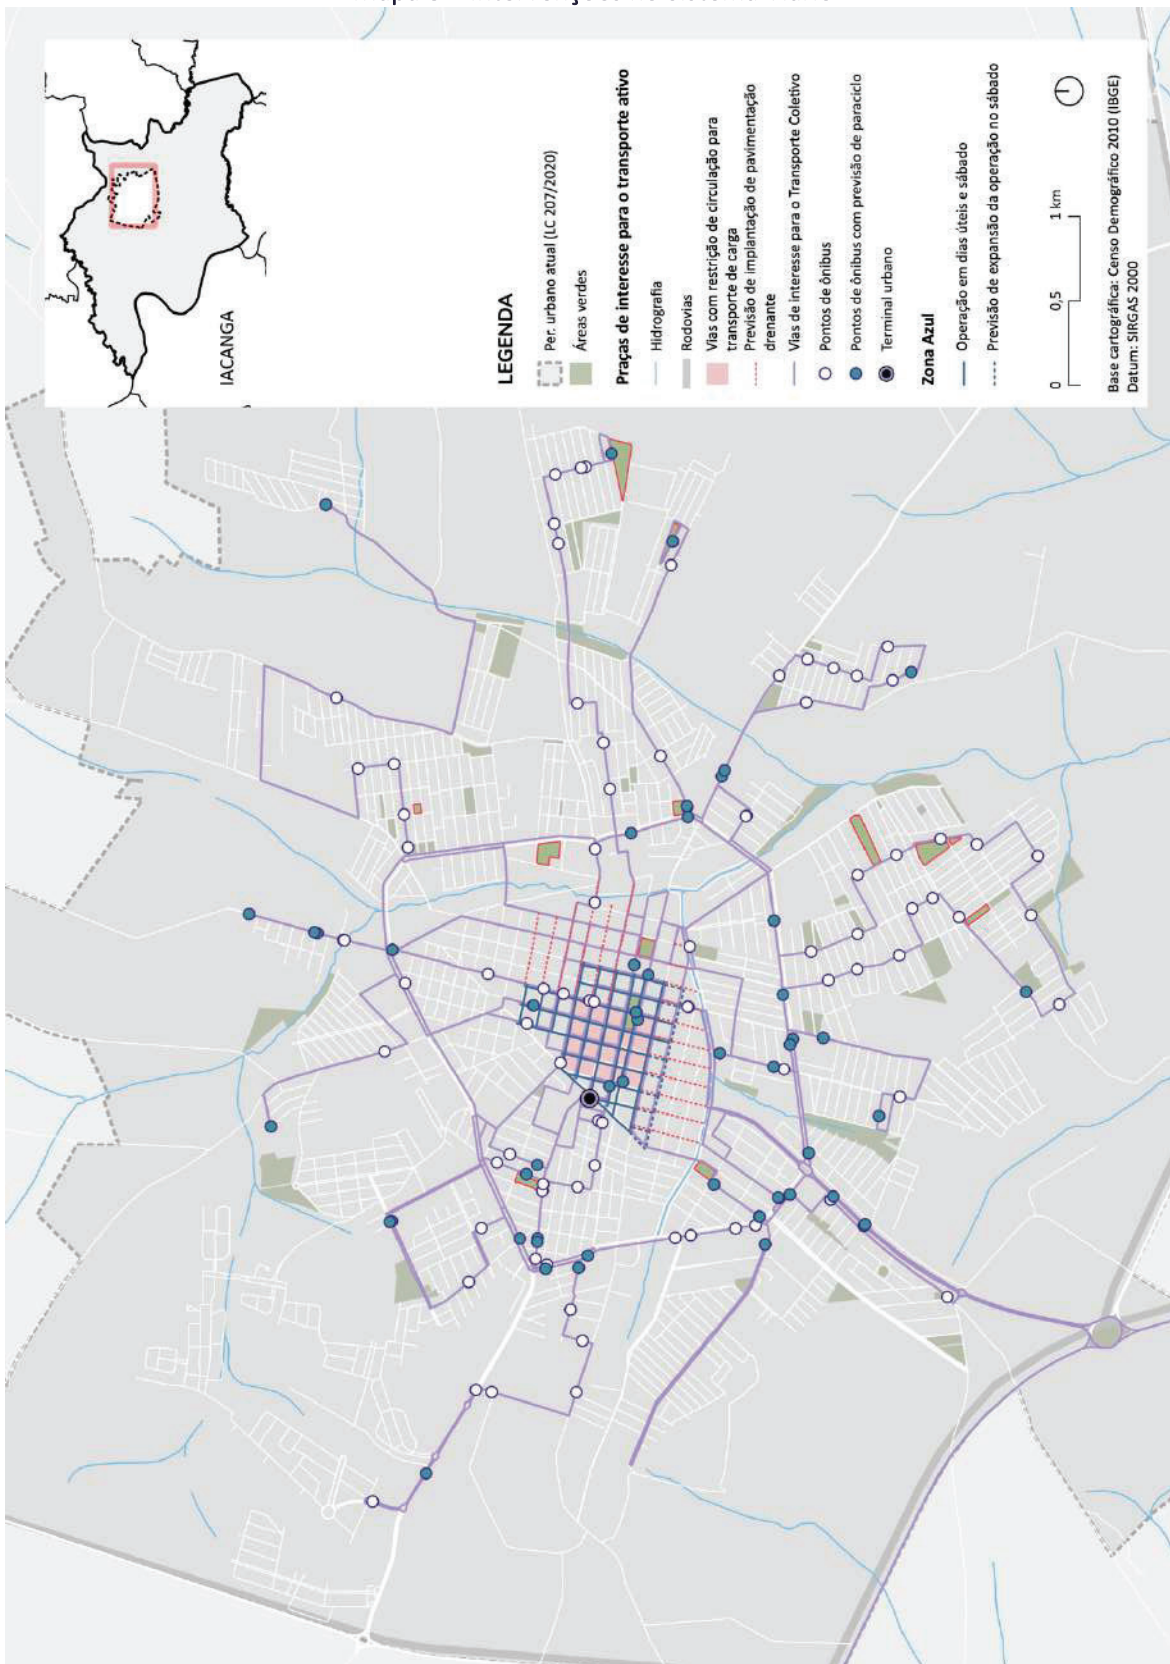 IACANGA
LEGENDA
Per. urbano atual (LC 207/2020)
Áreas verdes
Praças de interesse para o transporte ativo
Hidrografia
Rodovias
Vias com restrição de circulação para
transporte de carga
Previsão de implantação de pavimentação
drenante
Vias de interesse para o Transporte Coletivo
Pontos de ônibus
Pontos de ônibus com previsão de paraciclo
Terminal urbano
Zona Azul
Operação em dias úteis e sábado
Previsão de expansão da operação no sábado
0 0,5 1 km
Base cartográfica: Censo Demográfico 2010 (IBGE)
Datum: SIRGAS 2000